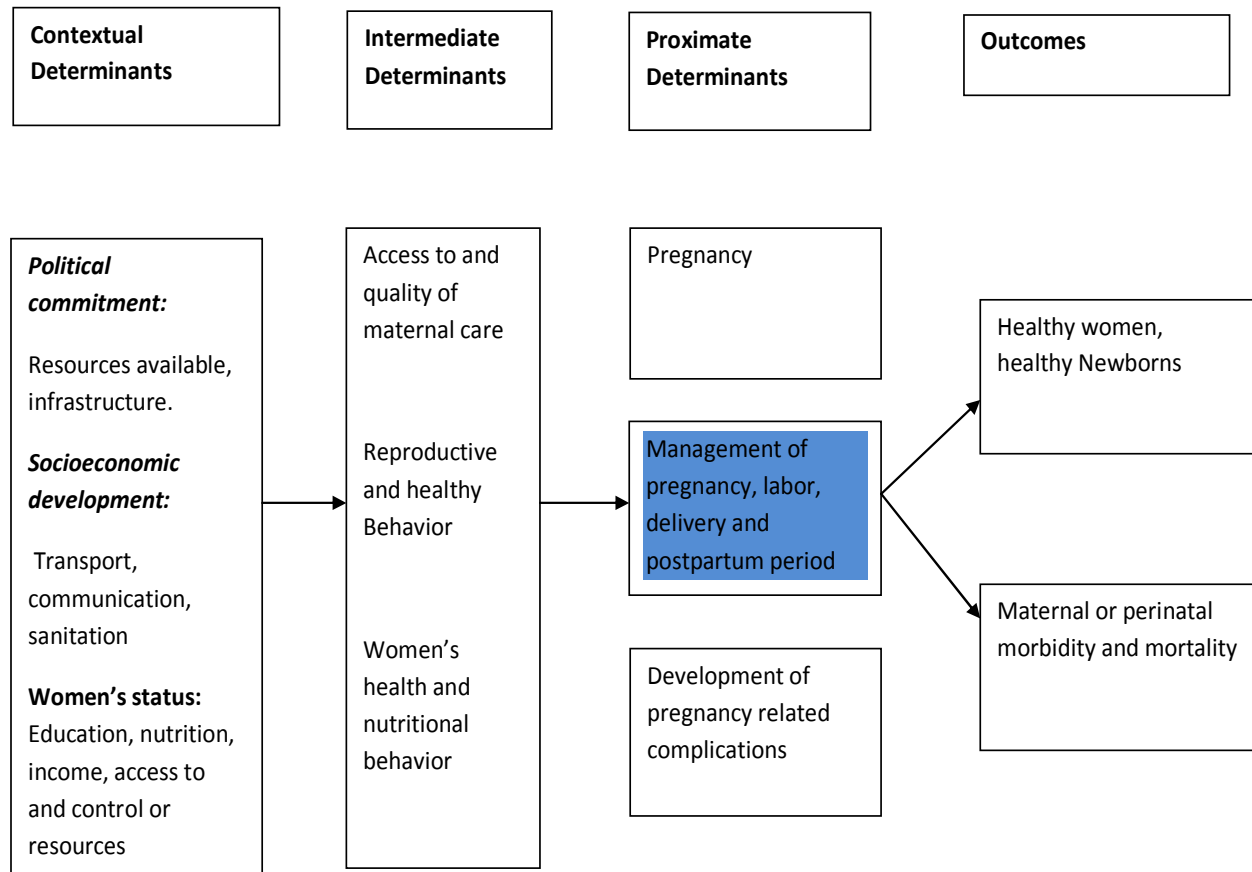 Contextual
Determinants
Intermediate
Determinants
Proximate
Determinants
Outcomes
Political
commitment:
Resources available,
infrastructure.
Socioeconomic
development:
Transport,
communication,
sanitation
Women's status:
Education, nutrition,
income, access to
and control or
resources
Access to and
quality of
maternal care
Reproductive
and healthy
Behavior
Women's
health and
nutritional
behavior
Pregnancy
Management of
pregnancy, labor,
delivery and
postpartum period
Development of
pregnancy related
complications
Healthy women,
healthy Newborns
Maternal or perinatal
morbidity and mortality